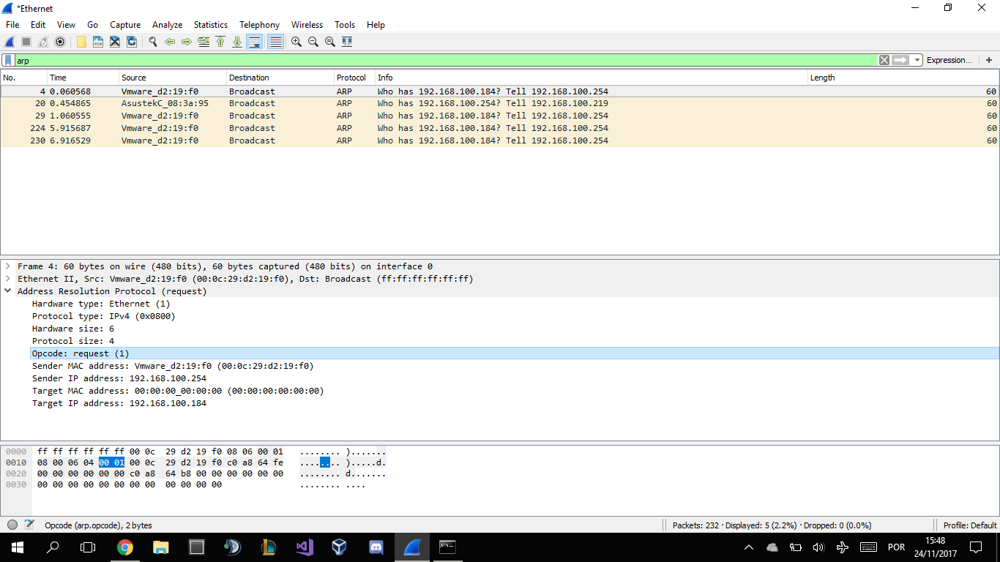 *Ethernet
File Edit View Go Capture Analyze Statistics Telephony Wireless Tools Help
arp Expression... +
No. Time Source Destination Protocol Info Length
4 0.060568 Vmware_d2:19:f0 Broadcast ARP Who has 192.168.100.184? Tell 192.168.100.254 60
20 0.454865 AsustekC_08:3a:95 Broadcast ARP Who has 192.168.100.254? Tell 192.168.100.219 60
29 1.060555 Vmware_d2:19:f0 Broadcast ARP Who has 192.168.100.184? Tell 192.168.100.254 60
224 5.915687 Vmware_d2:19:f0 Broadcast ARP Who has 192.168.100.184? Tell 192.168.100.254 60
230 6.916529 Vmware_d2:19:f0 Broadcast ARP Who has 192.168.100.184? Tell 192.168.100.254 60
Frame 4: 60 bytes on wire (480 bits), 60 bytes captured (480 bits) on interface 0
Ethernet II, Src: Vmware_d2:19:f0 (00:0c:29:d2:19:f0), Dst: Broadcast (ff:ff:ff:ff:ff:ff)
Address Resolution Protocol (request)
Hardware type: Ethernet (1)
Protocol type: IPv4 (0x0800)
Hardware size: 6
Protocol size: 4
Opcode: request (1)
Sender MAC address: Vmware_d2:19:f0 (00:0c:29:d2:19:f0)
Sender IP address: 192.168.100.254
Target MAC address: 00:00:00_00:00:00 (00:00:00:00:00:00)
Target IP address: 192.168.100.184
0000 ff ff ff ff ff ff 00 0c 29 d2 19 f0 08 06 00 01 ........ ).......
0010 08 00 06 04 00 01 00 0c 29 d2 19 f0 c0 a8 64 fe ........ ).....d.
0020 00 00 00 00 00 00 c0 a8 64 b8 00 00 00 00 00 00 ........ d.......
0030 00 00 00 00 00 00 00 00 00 00 00 00 ........ ....
Opcode (arp.opcode), 2 bytes Packets: 232 · Displayed: 5 (2.2%) · Dropped: 0 (0.0%) Profile: Default
POR 15:48
24/11/2017